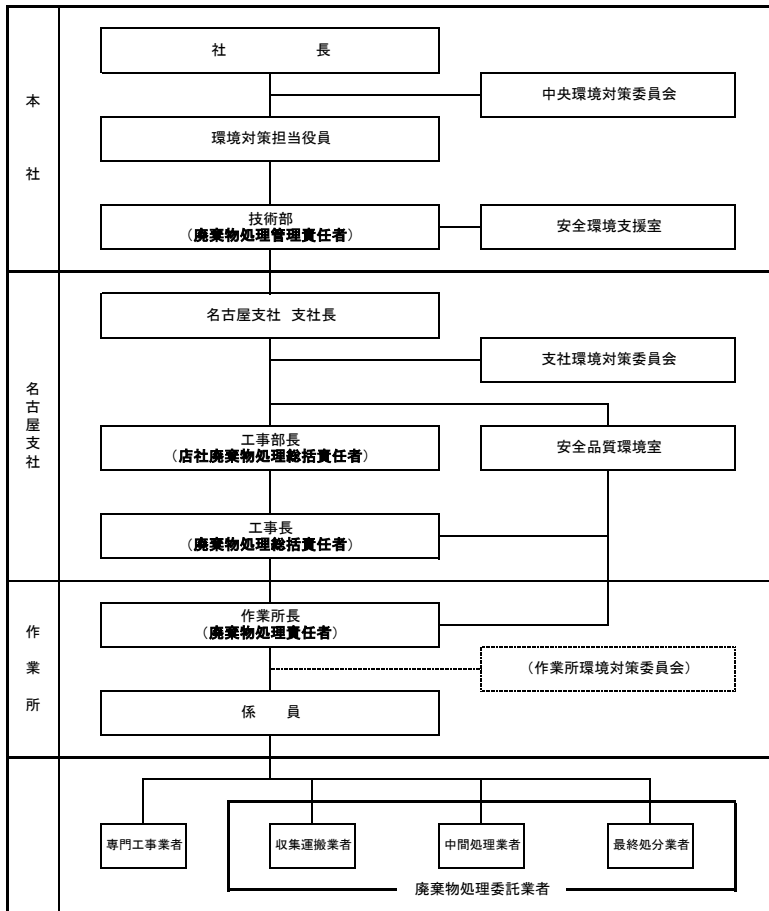 本社
社　　　長
中央環境対策委員会
環境対策担当役員
技術部
（廃棄物処理管理責任者）
安全環境支援室
名古屋支社
名古屋支社 支社長
支社環境対策委員会
工事部長
（店社廃棄物処理総括責任者）
安全品質環境室
工事長
（廃棄物処理総括責任者）
作業所
作業所長
（廃棄物処理責任者）
（作業所環境対策委員会）
係　員
専門工事業者
収集運搬業者
中間処理業者
最終処分業者
廃棄物処理委託業者